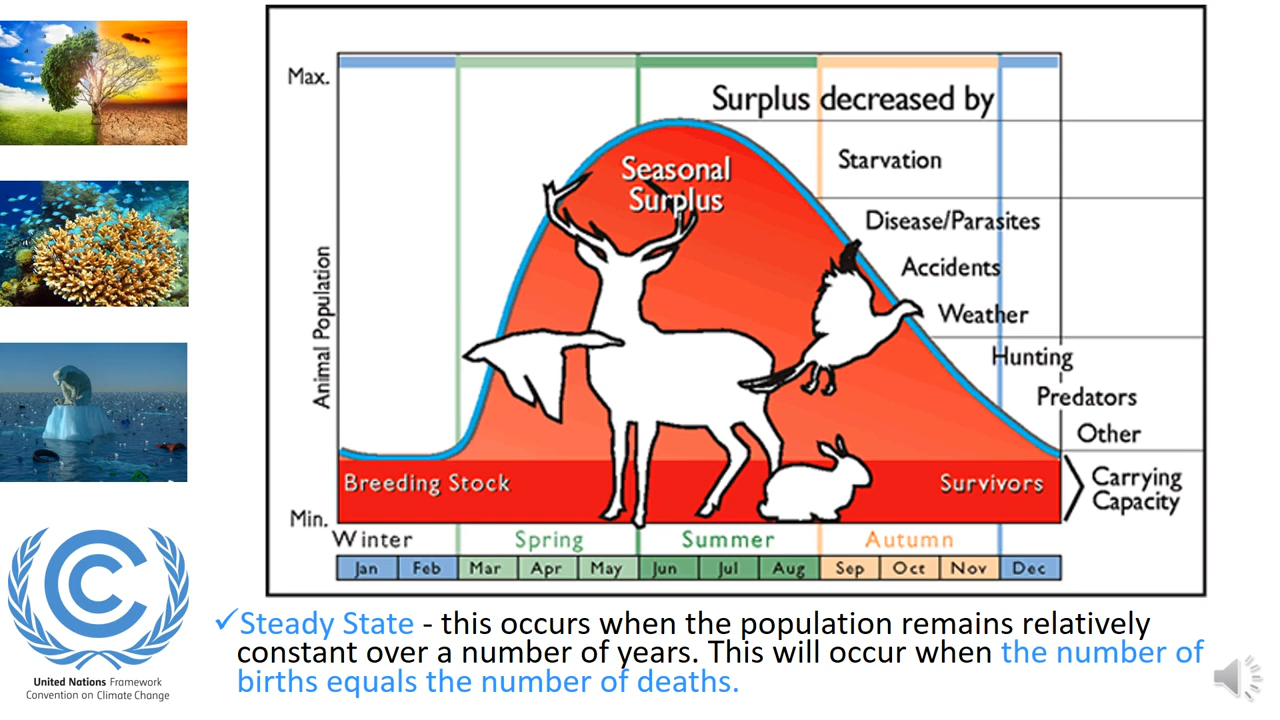 Max.
Surplus decreased by
Seasonal
Surplus
Starvation
Disease/Parasites
Accidents
Weather
Hunting
Predators
Other
Animal Population
Breeding Stock
Survivors
Carrying
Capacity
Min.
Winter Spring Summer Autumn
Jan Feb Mar Apr May Jun Jul Aug Sep Oct Nov Dec
✓Steady State - this occurs when the population remains relatively
constant over a number of years. This will occur when the number of
births equals the number of deaths.
United Nations Framework
Convention on Climate Change